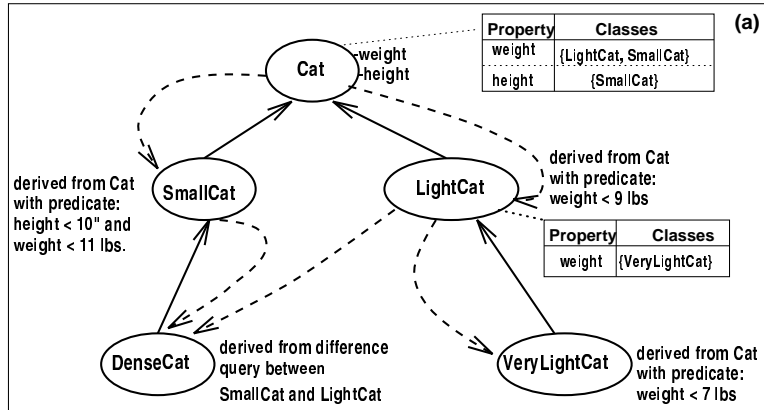 (a)
Property Classes
weight {LightCat, SmallCat}
height {SmallCat}
Cat
-weight
-height
derived from Cat
with predicate:
height < 10" and
weight < 11 lbs.
SmallCat
LightCat
derived from Cat
with predicate:
weight < 9 lbs
Property Classes
weight {VeryLightCat}
DenseCat
derived from difference
query between
SmallCat and LightCat
VeryLightCat
derived from Cat
with predicate:
weight < 7 lbs